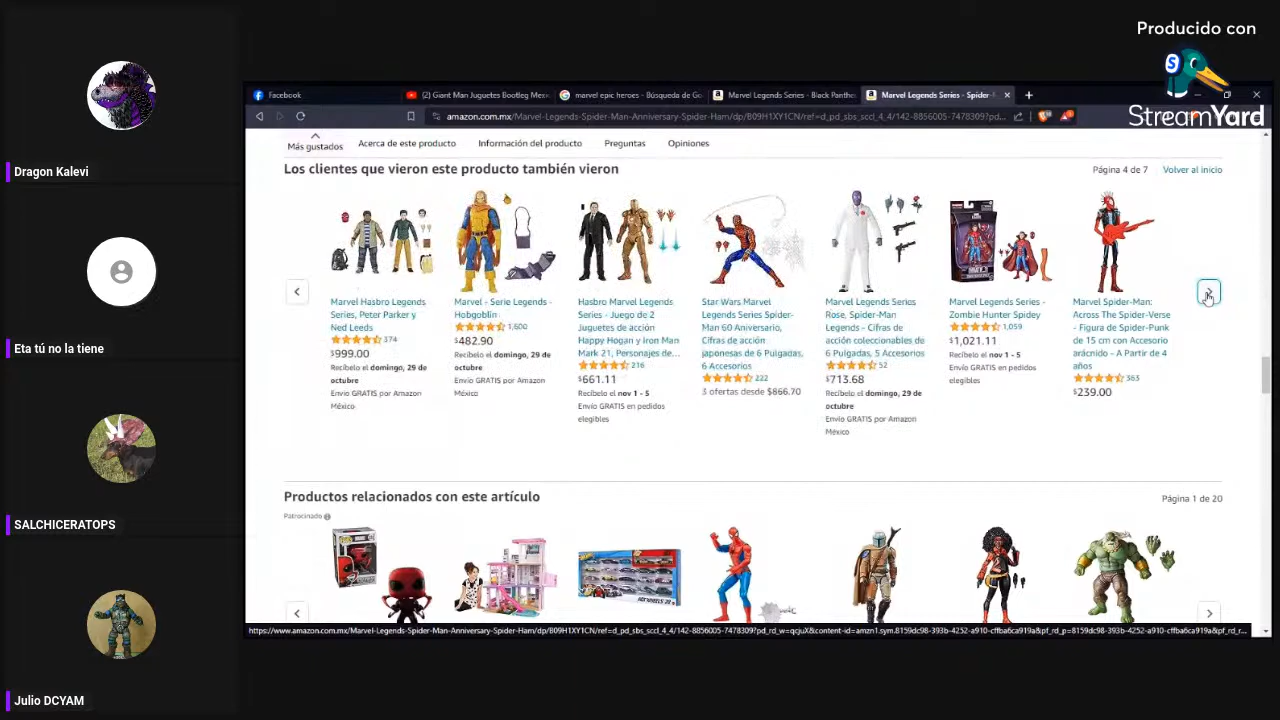 Producido con
S
StreamYard
Dragon Kalevi
Eta tú no la tiene
SALCHICERATOPS
Julio DCYAM
Facebook
(2) Giant Man Juguetes Bootleg Mex
marvel epic heroes - Búsqueda de Go
Marvel Legends Series - Black Panthe
Marvel Legends Series - Spider-
amazon.com.mx/Marvel-Legends-Spider-Man-Anniversary-Spider-Ham/dp/B09H1XY1CN/ref=d_pd_sbs_sccl_4_4/142-8856005-7478309?pd...
Más gustados
Acerca de este producto
Información del producto
Preguntas
Opiniones
Los clientes que vieron este producto también vieron
Página 4 de 7
Volver al inicio
Marvel Hasbro Legends
Series, Peter Parker y
Ned Leeds
374
$999.00
Recíbelo el domingo, 29 de
octubre
Envío GRATIS por Amazon
México
Marvel - Serie Legends -
Hobgoblin
1,600
$482.90
Recíbelo el domingo, 29 de
octubre
Envío GRATIS por Amazon
México
Hasbro Marvel Legends
Series - Juego de 2
Juguetes de acción
Happy Hogan y Iron Man
Mark 21, Personajes de...
216
$661.11
Recíbelo el nov 1 - 5
Envío GRATIS en pedidos
elegibles
Star Wars Marvel
Legends Series Spider-
Man 60 Aniversario,
Cifras de acción
japonesas de 6 Pulgadas,
6 Accesorios
222
3 ofertas desde $866.70
Marvel Legends Series
Rose, Spider-Man
Legends - Cifras de
acción coleccionables de
6 Pulgadas, 5 Accesorios
52
$713.68
Recíbelo el domingo, 29 de
octubre
Envío GRATIS por Amazon
México
Marvel Legends Series -
Zombie Hunter Spidey
1,059
$1,021.11
Recíbelo el nov 1 - 5
Envío GRATIS en pedidos
elegibles
Marvel Spider-Man:
Across The Spider-Verse
- Figura de Spider-Punk
de 15 cm con Accesorio
arácnido - A Partir de 4
años
363
$239.00
Productos relacionados con este artículo
Página 1 de 20
Patrocinado